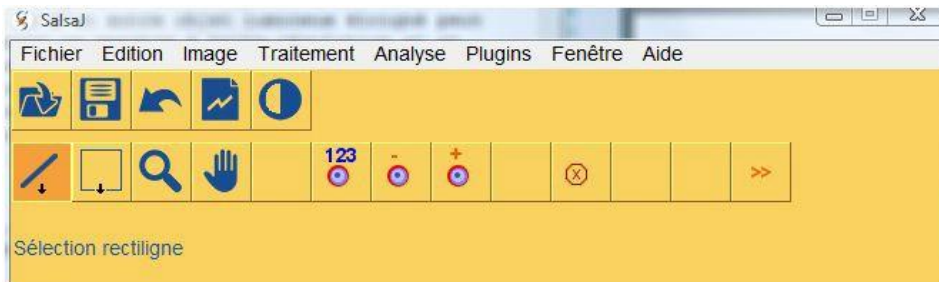 SalsaJ
Fichier Edition Image Traitement Analyse Plugins Fenêtre Aide
123 - +
>>
Sélection rectiligne